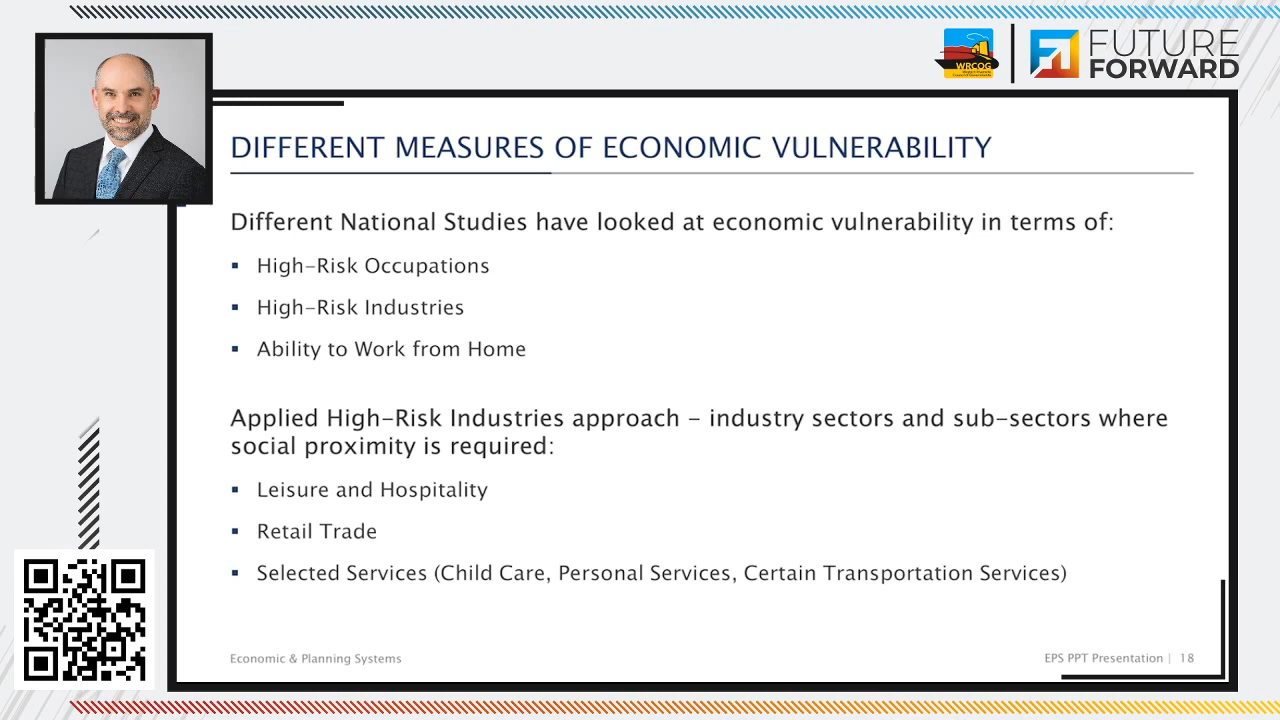 WRCOG
FUTURE
FORWARD
DIFFERENT MEASURES OF ECONOMIC VULNERABILITY
Different National Studies have looked at economic vulnerability in terms of:
▪ High-Risk Occupations
▪ High-Risk Industries
▪ Ability to Work from Home
Applied High-Risk Industries approach – industry sectors and sub-sectors where
social proximity is required:
▪ Leisure and Hospitality
▪ Retail Trade
▪ Selected Services (Child Care, Personal Services, Certain Transportation Services)
Economic & Planning Systems
EPS PPT Presentation | 18